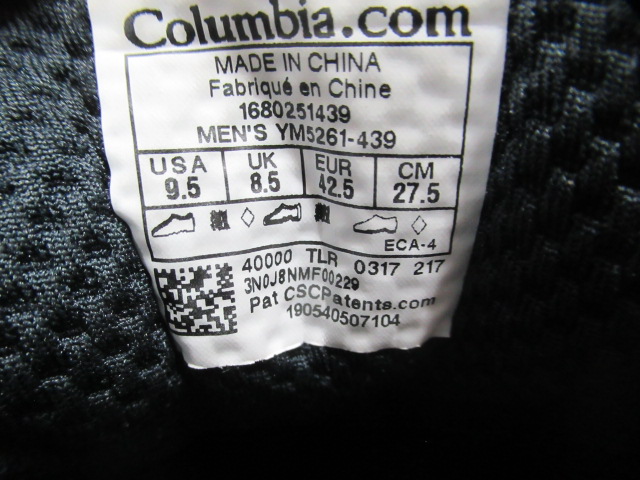 Columbia.com
MADE IN CHINA
Fabriqué en Chine
1680251439
MEN'S YM5261-439
USA UK EUR CM
9.5 8.5 42.5 27.5
ECA-4
40000 TLR 0317 217
3N0J8NMF00229
Pat CSCPatents.com
190540507104